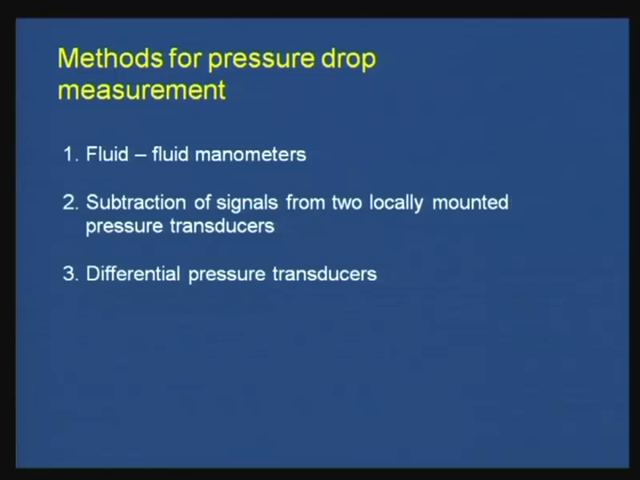 Methods for pressure drop
measurement
1. Fluid – fluid manometers
2. Subtraction of signals from two locally mounted
pressure transducers
3. Differential pressure transducers